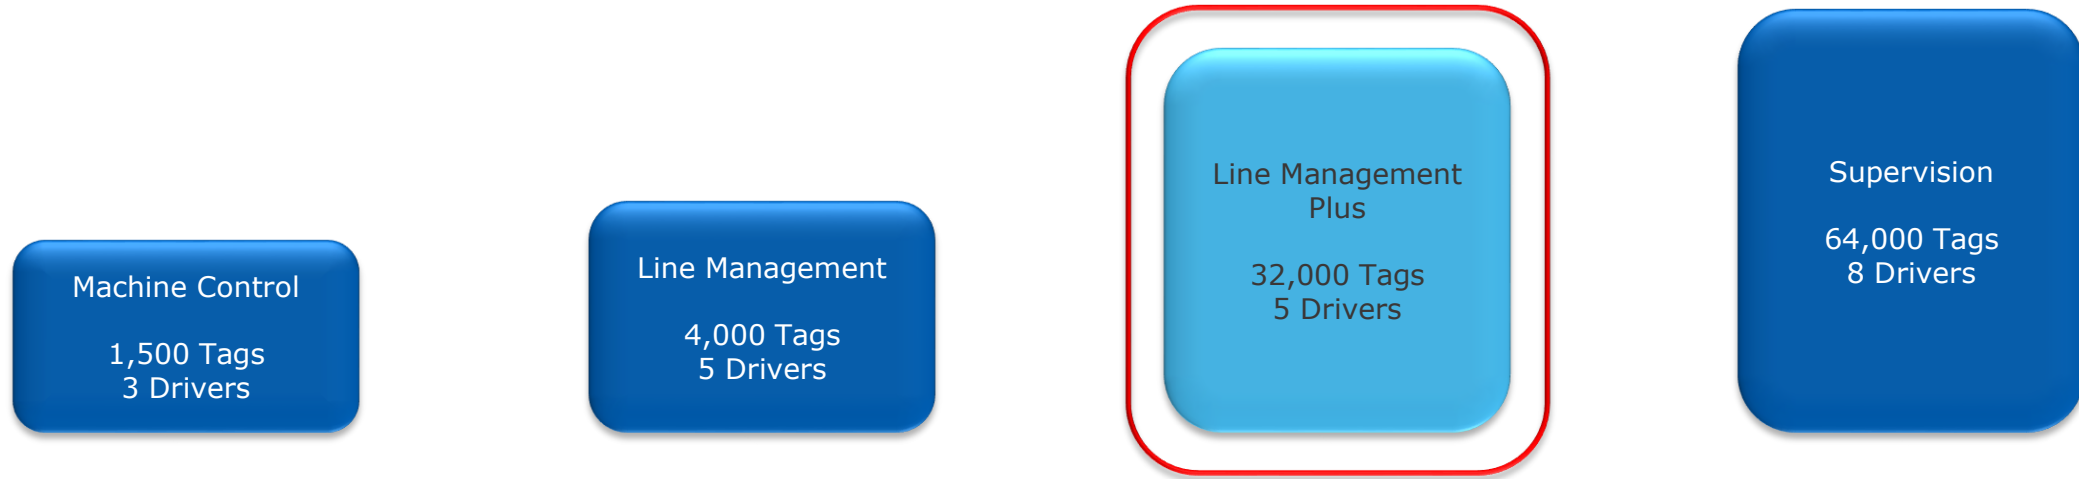 Machine Control
1,500 Tags
3 Drivers
Line Management
4,000 Tags
5 Drivers
Line Management
Plus
32,000 Tags
5 Drivers
Supervision
64,000 Tags
8 Drivers